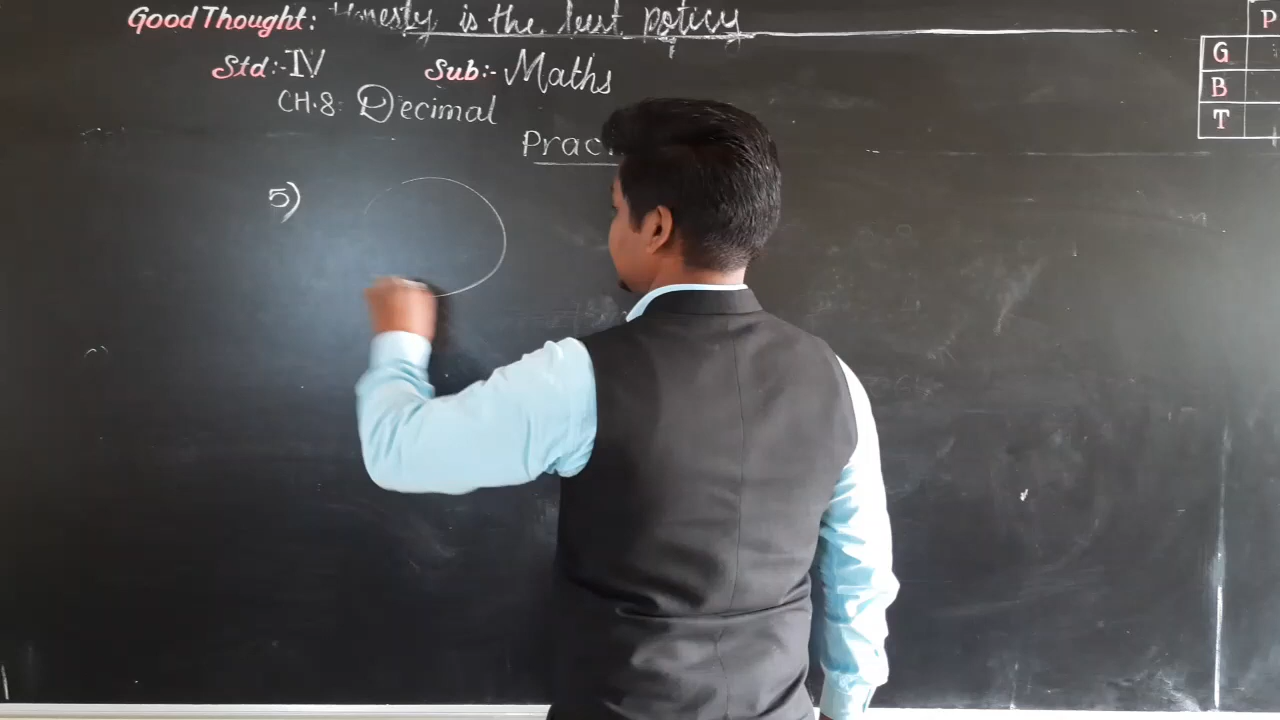 Good Thought: Honesty is the best policy
Std:- IV Sub:- Maths
CH.8: Decimal
Prac
5)
P
G
B
T